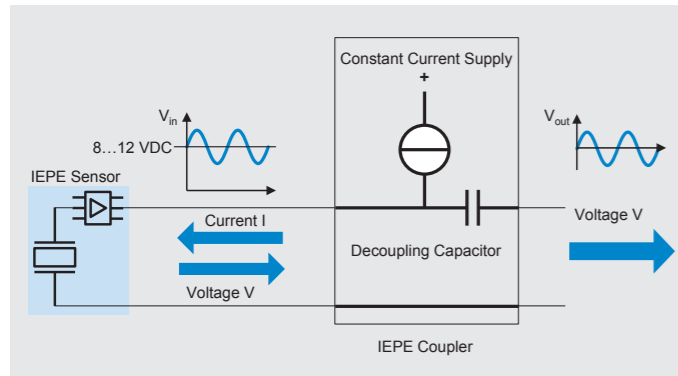 Constant Current Supply
+
Vin
Vout
8…12 VDC
IEPE Sensor
Current I
Voltage V
Decoupling Capacitor
Voltage V
IEPE Coupler